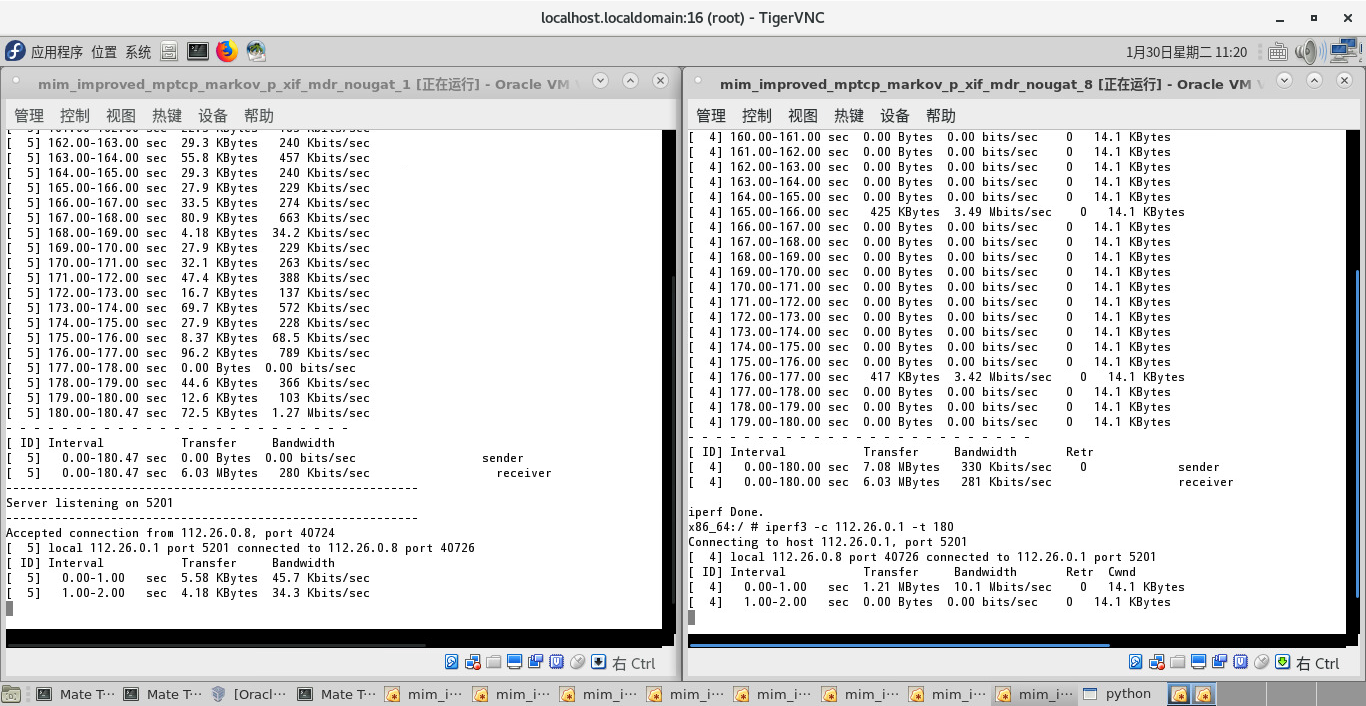 localhost.localdomain:16 (root) - TigerVNC
应用程序 位置 系统
1月30日星期二 11:20
mim_improved_mptcp_markov_p_xif_mdr_nougat_1 [正在运行] - Oracle VM
管理 控制 视图 热键 设备 帮助
[  5] 162.00-163.00 sec  29.3 KBytes   240 Kbits/sec
[  5] 163.00-164.00 sec  55.8 KBytes   457 Kbits/sec
[  5] 164.00-165.00 sec  29.3 KBytes   240 Kbits/sec
[  5] 165.00-166.00 sec  27.9 KBytes   229 Kbits/sec
[  5] 166.00-167.00 sec  33.5 KBytes   274 Kbits/sec
[  5] 167.00-168.00 sec  80.9 KBytes   663 Kbits/sec
[  5] 168.00-169.00 sec  4.18 KBytes  34.2 Kbits/sec
[  5] 169.00-170.00 sec  27.9 KBytes   229 Kbits/sec
[  5] 170.00-171.00 sec  32.1 KBytes   263 Kbits/sec
[  5] 171.00-172.00 sec  47.4 KBytes   388 Kbits/sec
[  5] 172.00-173.00 sec  16.7 KBytes   137 Kbits/sec
[  5] 173.00-174.00 sec  69.7 KBytes   572 Kbits/sec
[  5] 174.00-175.00 sec  27.9 KBytes   228 Kbits/sec
[  5] 175.00-176.00 sec  8.37 KBytes  68.5 Kbits/sec
[  5] 176.00-177.00 sec  96.2 KBytes   789 Kbits/sec
[  5] 177.00-178.00 sec  0.00 Bytes  0.00 bits/sec
[  5] 178.00-179.00 sec  44.6 KBytes   366 Kbits/sec
[  5] 179.00-180.00 sec  12.6 KBytes   103 Kbits/sec
[  5] 180.00-180.47 sec  72.5 KBytes  1.27 Mbits/sec
- - - - - - - - - - - - - - - - - - - - - - - - -
[ ID] Interval           Transfer     Bandwidth
[  5]   0.00-180.47 sec  0.00 Bytes  0.00 bits/sec                  sender
[  5]   0.00-180.47 sec  6.03 MBytes   280 Kbits/sec                  receiver
-----------------------------------------------------------
Server listening on 5201
-----------------------------------------------------------
Accepted connection from 112.26.0.8, port 40724
[  5] local 112.26.0.1 port 5201 connected to 112.26.0.8 port 40726
[ ID] Interval           Transfer     Bandwidth
[  5]   0.00-1.00   sec  5.58 KBytes  45.7 Kbits/sec
[  5]   1.00-2.00   sec  4.18 KBytes  34.3 Kbits/sec
右 Ctrl
mim_improved_mptcp_markov_p_xif_mdr_nougat_8 [正在运行] - Oracle VM
管理 控制 视图 热键 设备 帮助
[  4] 160.00-161.00 sec  0.00 Bytes  0.00 bits/sec    0   14.1 KBytes
[  4] 161.00-162.00 sec  0.00 Bytes  0.00 bits/sec    0   14.1 KBytes
[  4] 162.00-163.00 sec  0.00 Bytes  0.00 bits/sec    0   14.1 KBytes
[  4] 163.00-164.00 sec  0.00 Bytes  0.00 bits/sec    0   14.1 KBytes
[  4] 164.00-165.00 sec  0.00 Bytes  0.00 bits/sec    0   14.1 KBytes
[  4] 165.00-166.00 sec   425 KBytes  3.49 Mbits/sec    0   14.1 KBytes
[  4] 166.00-167.00 sec  0.00 Bytes  0.00 bits/sec    0   14.1 KBytes
[  4] 167.00-168.00 sec  0.00 Bytes  0.00 bits/sec    0   14.1 KBytes
[  4] 168.00-169.00 sec  0.00 Bytes  0.00 bits/sec    0   14.1 KBytes
[  4] 169.00-170.00 sec  0.00 Bytes  0.00 bits/sec    0   14.1 KBytes
[  4] 170.00-171.00 sec  0.00 Bytes  0.00 bits/sec    0   14.1 KBytes
[  4] 171.00-172.00 sec  0.00 Bytes  0.00 bits/sec    0   14.1 KBytes
[  4] 172.00-173.00 sec  0.00 Bytes  0.00 bits/sec    0   14.1 KBytes
[  4] 173.00-174.00 sec  0.00 Bytes  0.00 bits/sec    0   14.1 KBytes
[  4] 174.00-175.00 sec  0.00 Bytes  0.00 bits/sec    0   14.1 KBytes
[  4] 175.00-176.00 sec  0.00 Bytes  0.00 bits/sec    0   14.1 KBytes
[  4] 176.00-177.00 sec   417 KBytes  3.42 Mbits/sec    0   14.1 KBytes
[  4] 177.00-178.00 sec  0.00 Bytes  0.00 bits/sec    0   14.1 KBytes
[  4] 178.00-179.00 sec  0.00 Bytes  0.00 bits/sec    0   14.1 KBytes
[  4] 179.00-180.00 sec  0.00 Bytes  0.00 bits/sec    0   14.1 KBytes
- - - - - - - - - - - - - - - - - - - - - - - - -
[ ID] Interval           Transfer     Bandwidth       Retr
[  4]   0.00-180.00 sec  7.08 MBytes   330 Kbits/sec    0             sender
[  4]   0.00-180.00 sec  6.03 MBytes   281 Kbits/sec                  receiver
iperf Done.
x86_64:/ # iperf3 -c 112.26.0.1 -t 180
Connecting to host 112.26.0.1, port 5201
[  4] local 112.26.0.8 port 40726 connected to 112.26.0.1 port 5201
[ ID] Interval           Transfer     Bandwidth       Retr  Cwnd
[  4]   0.00-1.00   sec  1.21 MBytes  10.1 Mbits/sec    0   14.1 KBytes
[  4]   1.00-2.00   sec  0.00 Bytes  0.00 bits/sec    0   14.1 KBytes
右 Ctrl
Mate T… Mate T… [Oracl… Mate T… mim_i… mim_i… mim_i… mim_i… mim_i… mim_i… mim_i… mim_i… python